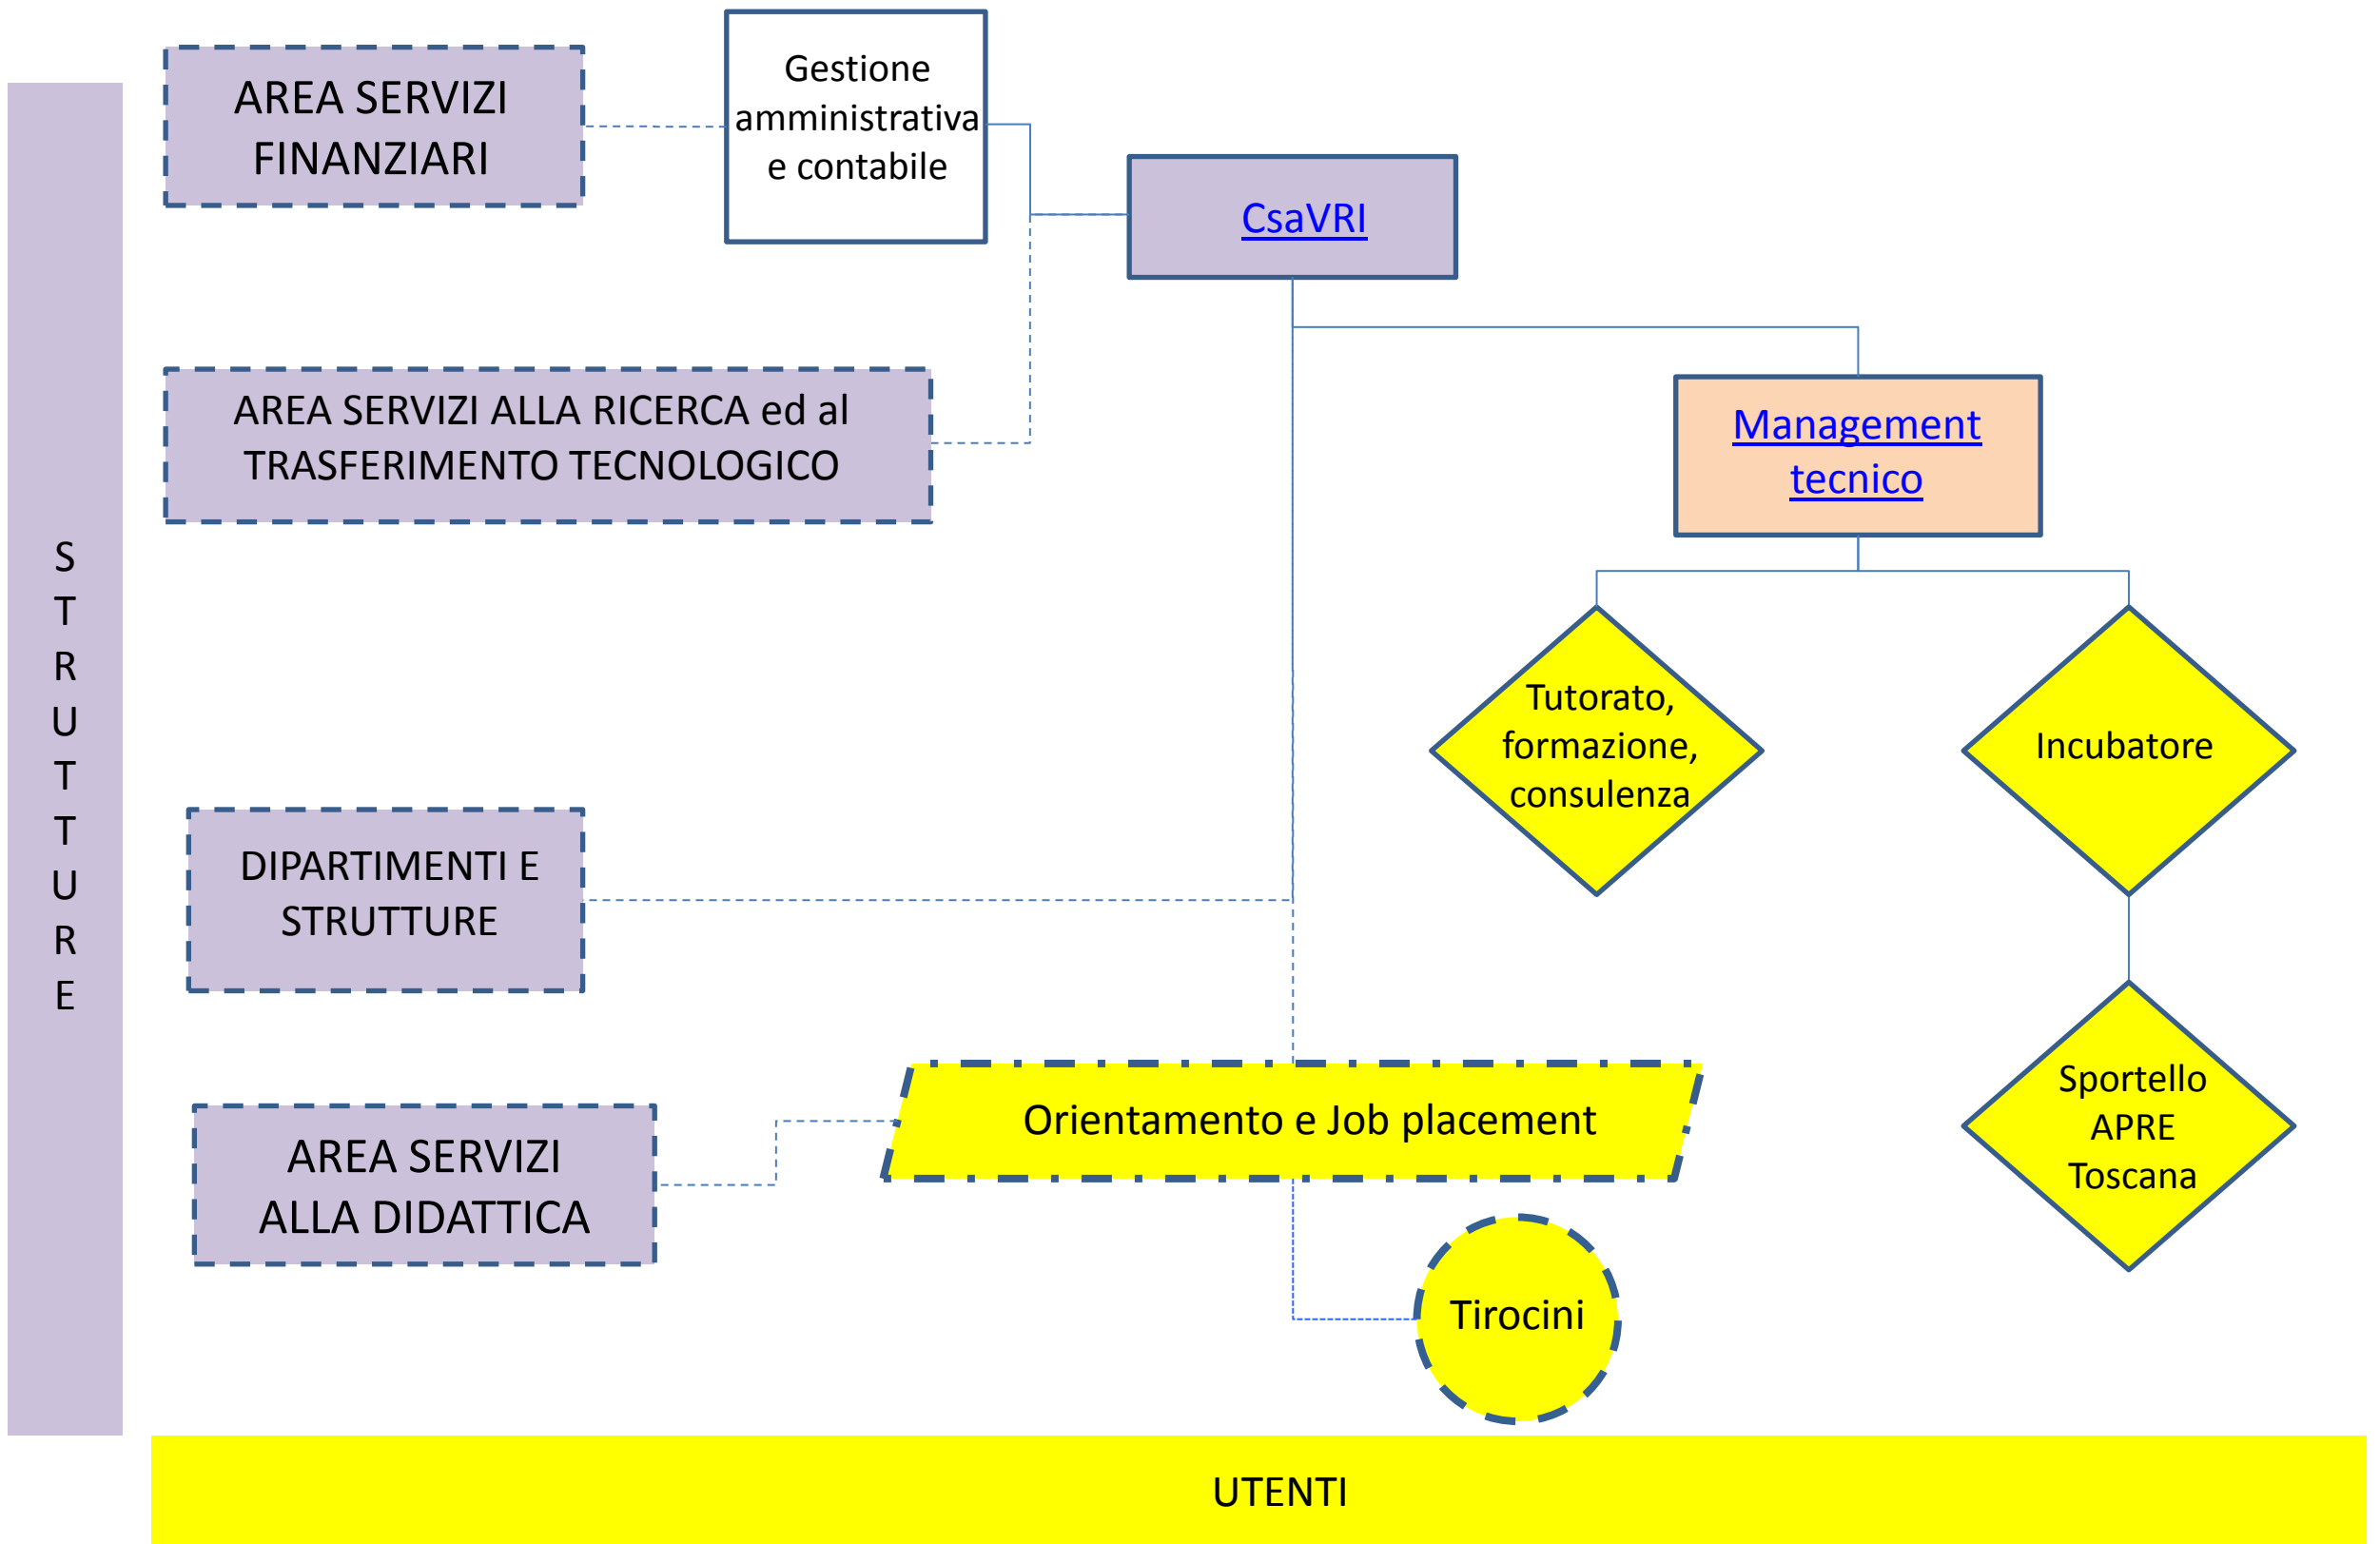 AREA SERVIZI
FINANZIARI
Gestione
amministrativa
e contabile
CsaVRI
AREA SERVIZI ALLA RICERCA ed al
TRASFERIMENTO TECNOLOGICO
Management
tecnico
S
T
R
U
T
T
U
R
E
Tutorato,
formazione,
consulenza
Incubatore
DIPARTIMENTI E
STRUTTURE
Orientamento e Job placement
Sportello
APRE
Toscana
AREA SERVIZI
ALLA DIDATTICA
Tirocini
UTENTI